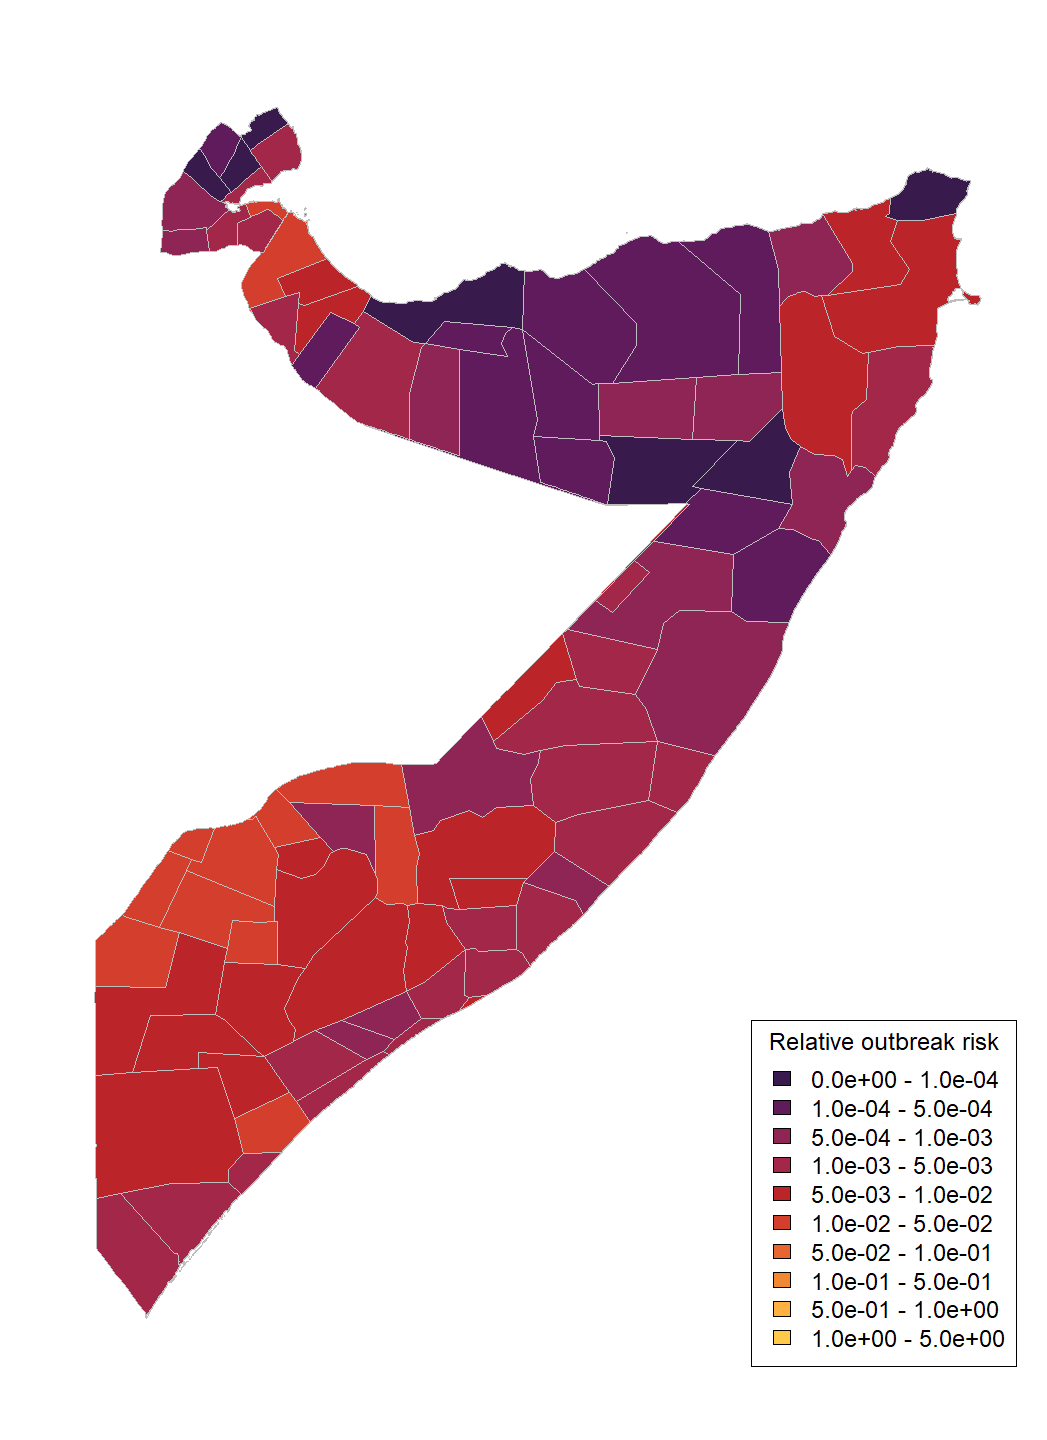 Relative outbreak risk
0.0e+00 - 1.0e-04
1.0e-04 - 5.0e-04
5.0e-04 - 1.0e-03
1.0e-03 - 5.0e-03
5.0e-03 - 1.0e-02
1.0e-02 - 5.0e-02
5.0e-02 - 1.0e-01
1.0e-01 - 5.0e-01
5.0e-01 - 1.0e+00
1.0e+00 - 5.0e+00